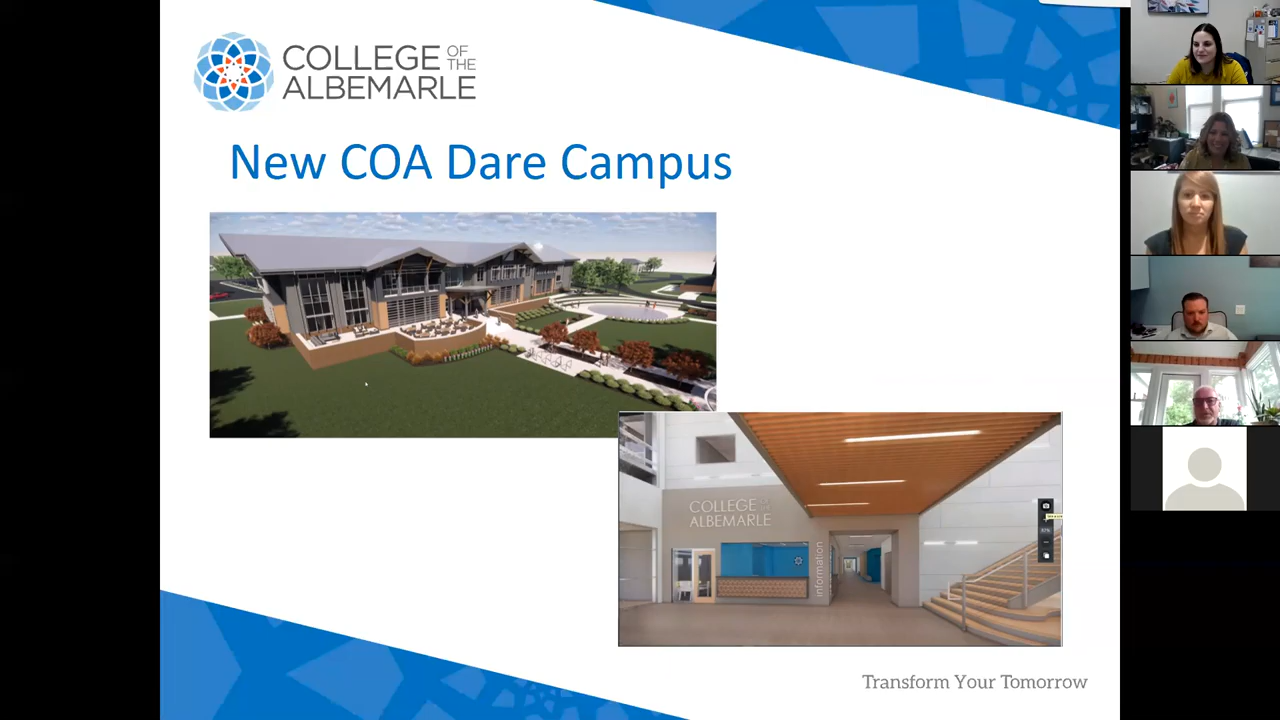 COLLEGE OF THE
ALBEMARLE
New COA Dare Campus
COLLEGE OF THE
ALBEMARLE
information
Transform Your Tomorrow